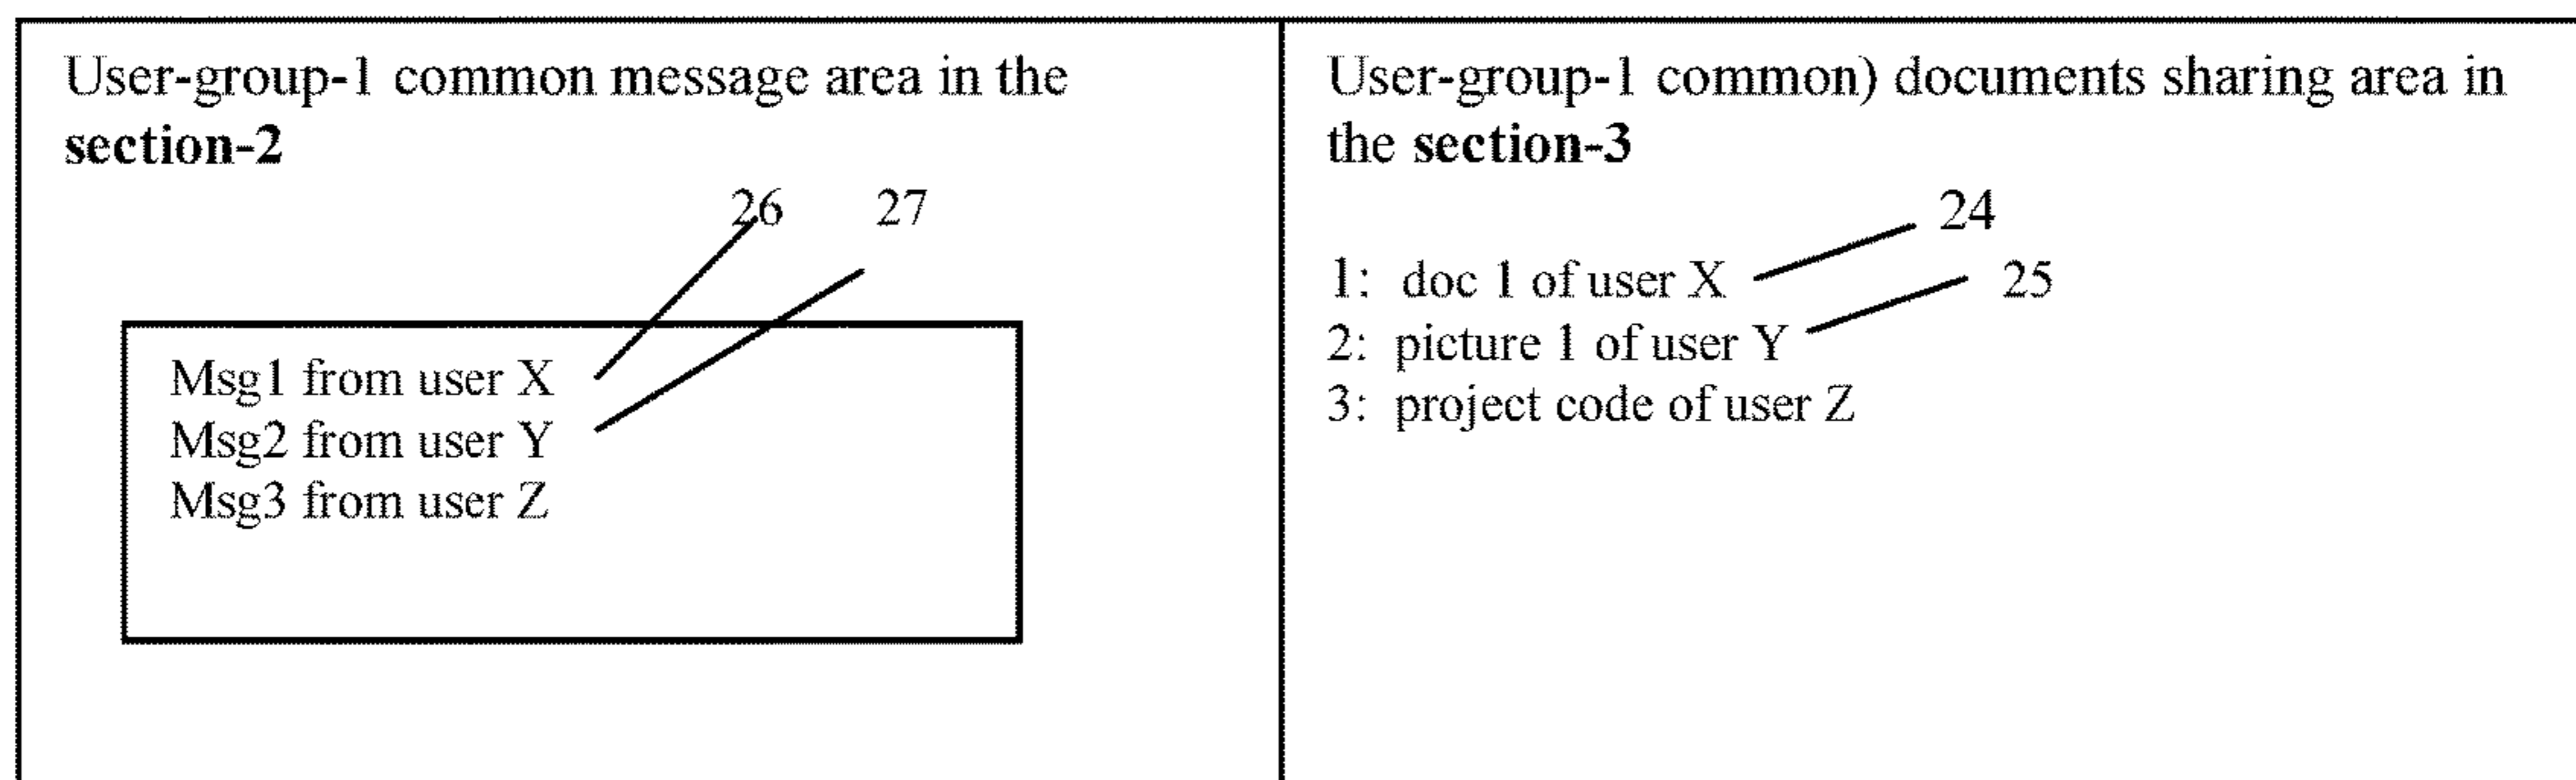 User-group-1 common message area in the
section-2
26 27
Msg1 from user X
Msg2 from user Y
Msg3 from user Z
User-group-1 common) documents sharing area in
the section-3
24
1: doc 1 of user X
25
2: picture 1 of user Y
3: project code of user Z